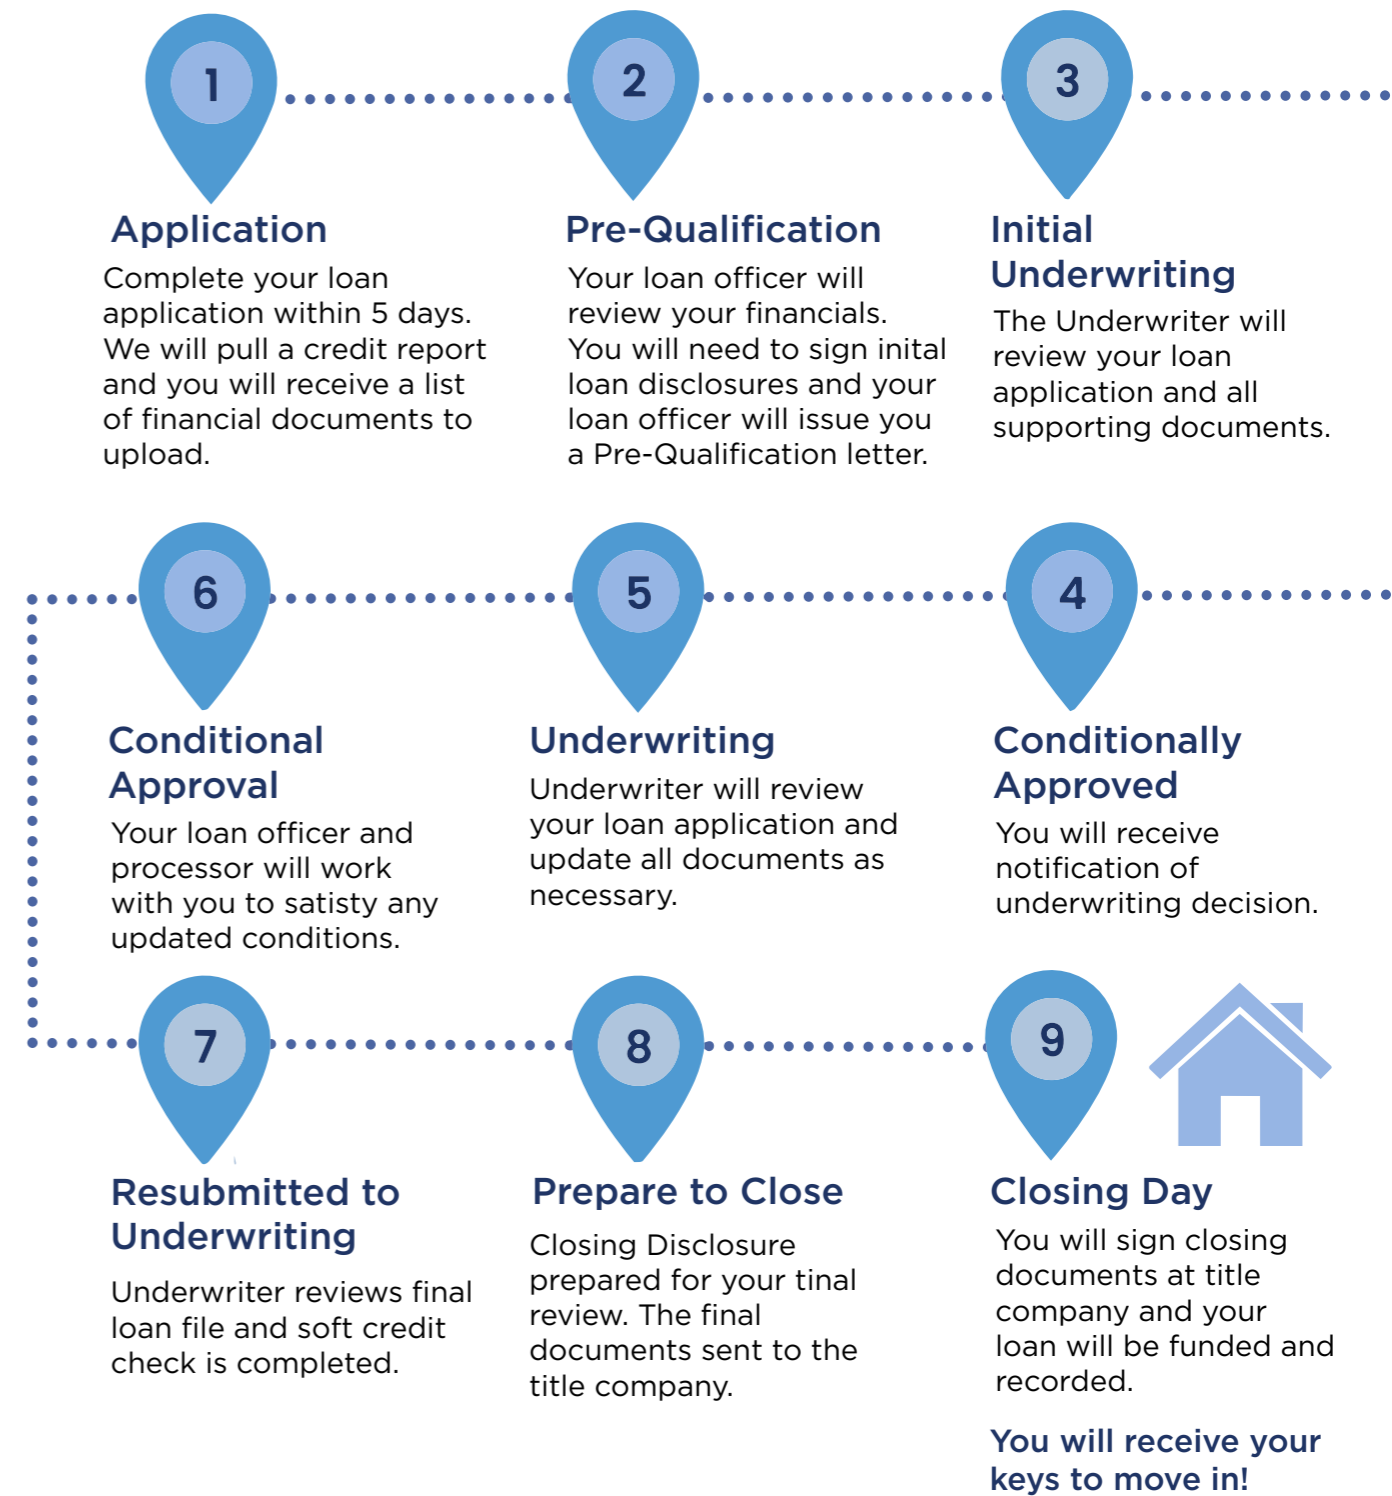 1
Application
Complete your loan
application within 5 days.
We will pull a credit report
and you will receive a list
of financial documents to
upload.
2
Pre-Qualification
Your loan officer will
review your financials.
You will need to sign inital
loan disclosures and your
loan officer will issue you
a Pre-Qualification letter.
3
Initial
Underwriting
The Underwriter will
review your loan
application and all
supporting documents.
4
Conditionally
Approved
You will receive
notification of
underwriting decision.
5
Underwriting
Underwriter will review
your loan application and
update all documents as
necessary.
6
Conditional
Approval
Your loan officer and
processor will work
with you to satisty any
updated conditions.
7
Resubmitted to
Underwriting
Underwriter reviews final
loan file and soft credit
check is completed.
8
Prepare to Close
Closing Disclosure
prepared for your tinal
review. The final
documents sent to the
title company.
9
Closing Day
You will sign closing
documents at title
company and your
loan will be funded and
recorded.
You will receive your
keys to move in!